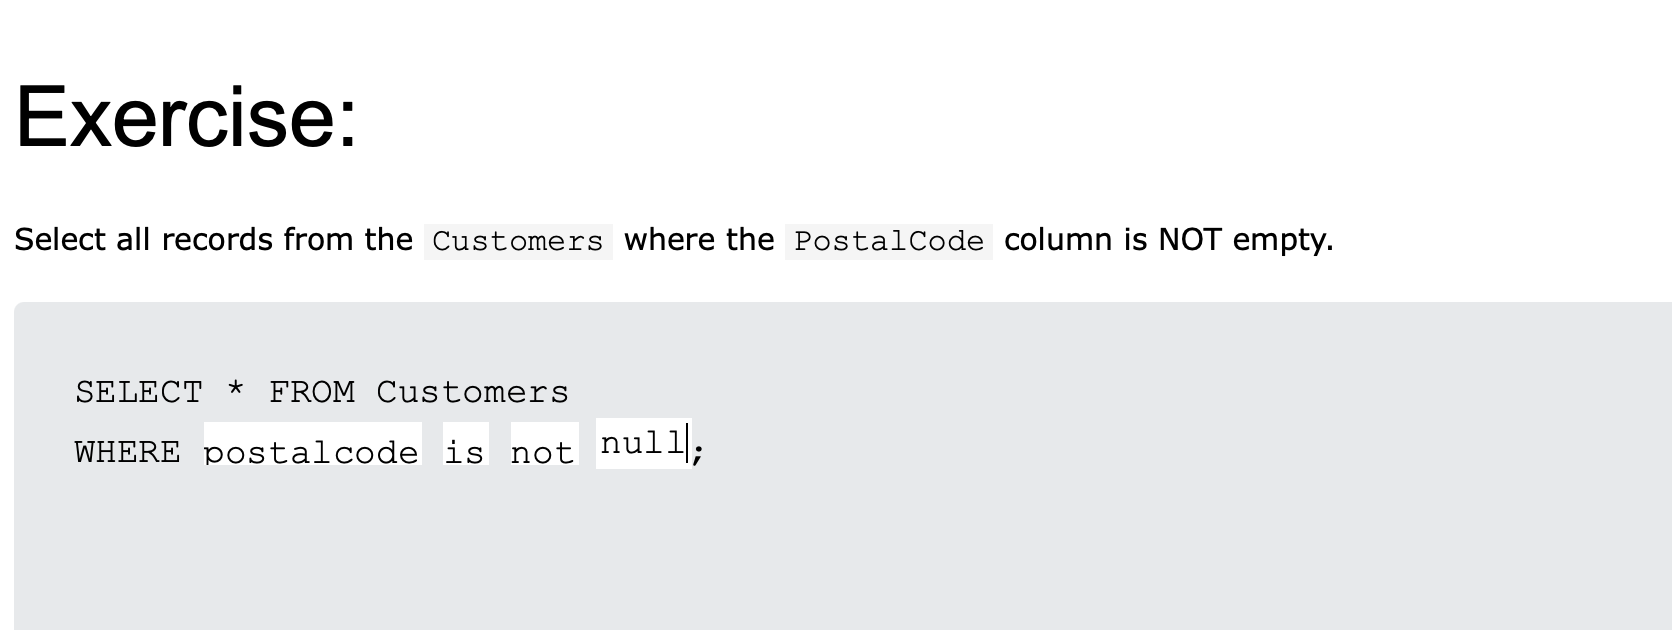 Exercise:
Select all records from the Customers where the PostalCode column is NOT empty.
SELECT * FROM Customers
WHERE postalcode is not null;